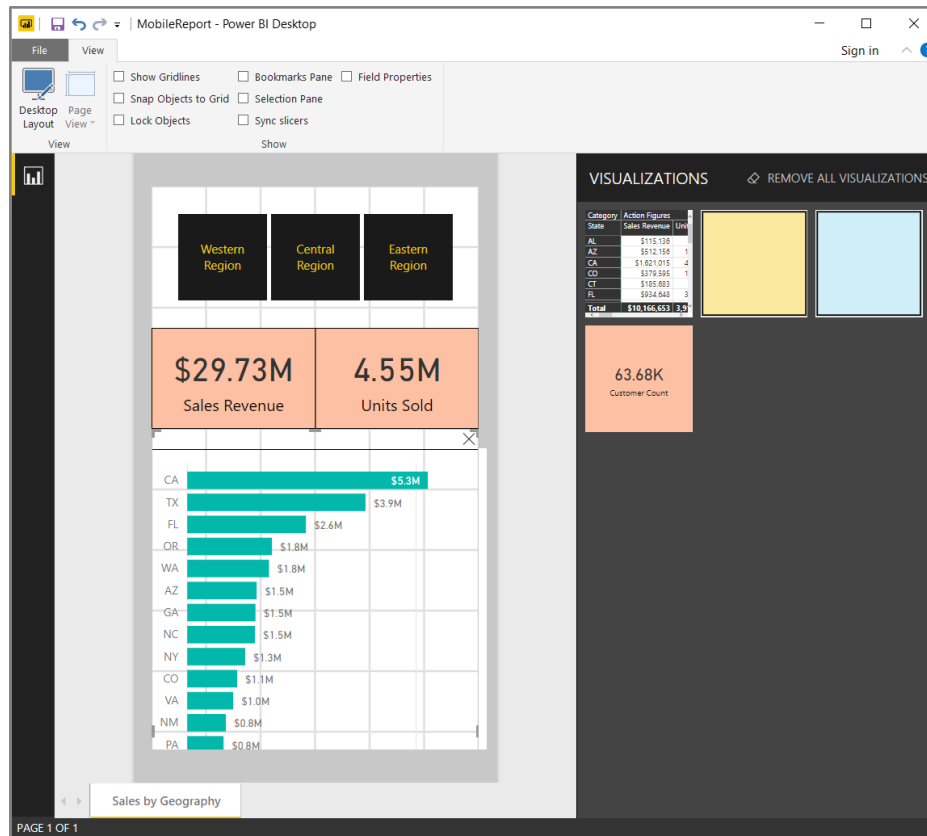 MobileReport - Power BI Desktop
File View Sign in
Show Gridlines Bookmarks Pane Field Properties
Snap Objects to Grid Selection Pane
Lock Objects Sync slicers
Desktop Layout
Page View
View Show
VISUALIZATIONS REMOVE ALL VISUALIZATIONS
Western Region
Central Region
Eastern Region
$29.73M
Sales Revenue
4.55M
Units Sold
CA $5.3M
TX $3.9M
FL $2.6M
OR $1.8M
WA $1.8M
AZ $1.5M
GA $1.5M
NC $1.5M
NY $1.3M
CO $1.1M
VA $1.0M
NM $0.8M
PA $0.8M
Category Action Figures
State Sales Revenue
AL $115,136
AZ $512,156 1
CA $1,621,015 4
CO $379,595 1
CT $185,683
FL $934,648 3
Total $10,166,653 3,9
63.68K
Customer Count
Sales by Geography
PAGE 1 OF 1